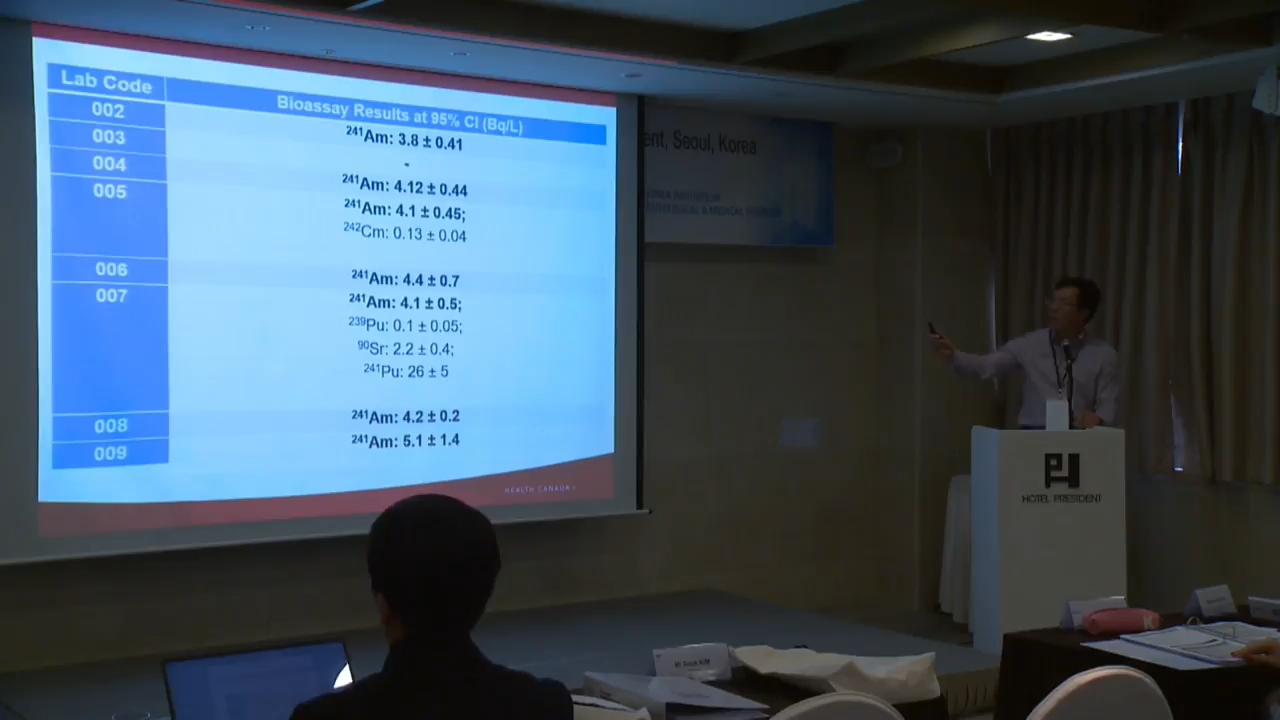 Lab Code Bioassay Results at 95% CI (Bq/L)
002 ²⁴¹Am: 3.8 ± 0.41
003 -
004 ²⁴¹Am: 4.12 ± 0.44
005 ²⁴¹Am: 4.1 ± 0.45;
²⁴²Cm: 0.13 ± 0.04
006 ²⁴¹Am: 4.4 ± 0.7
007 ²⁴¹Am: 4.1 ± 0.5;
²³⁹Pu: 0.1 ± 0.05;
⁹⁰Sr: 2.2 ± 0.4;
²⁴¹Pu: 26 ± 5
008 ²⁴¹Am: 4.2 ± 0.2
009 ²⁴¹Am: 5.1 ± 1.4
HEALTH CANADA
ent, Seoul, Korea
HOTEL PRESIDENT